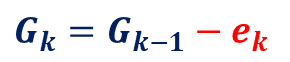 G_k = G_{k−1} − e_k